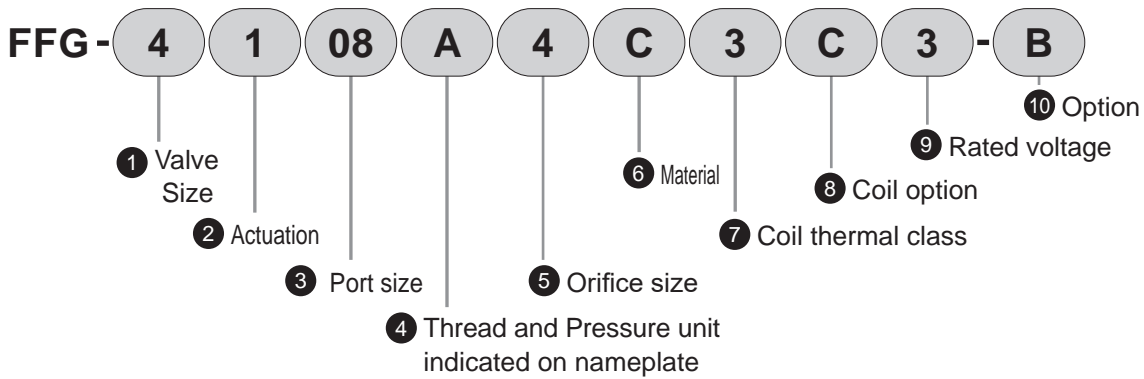 FFG-4 1 08 A 4 C 3 C 3-B
10 Option
1 Valve
Size
9 Rated voltage
6 Material
8 Coil option
2 Actuation
7 Coil thermal class
3 Port size
5 Orifice size
4 Thread and Pressure unit
indicated on nameplate